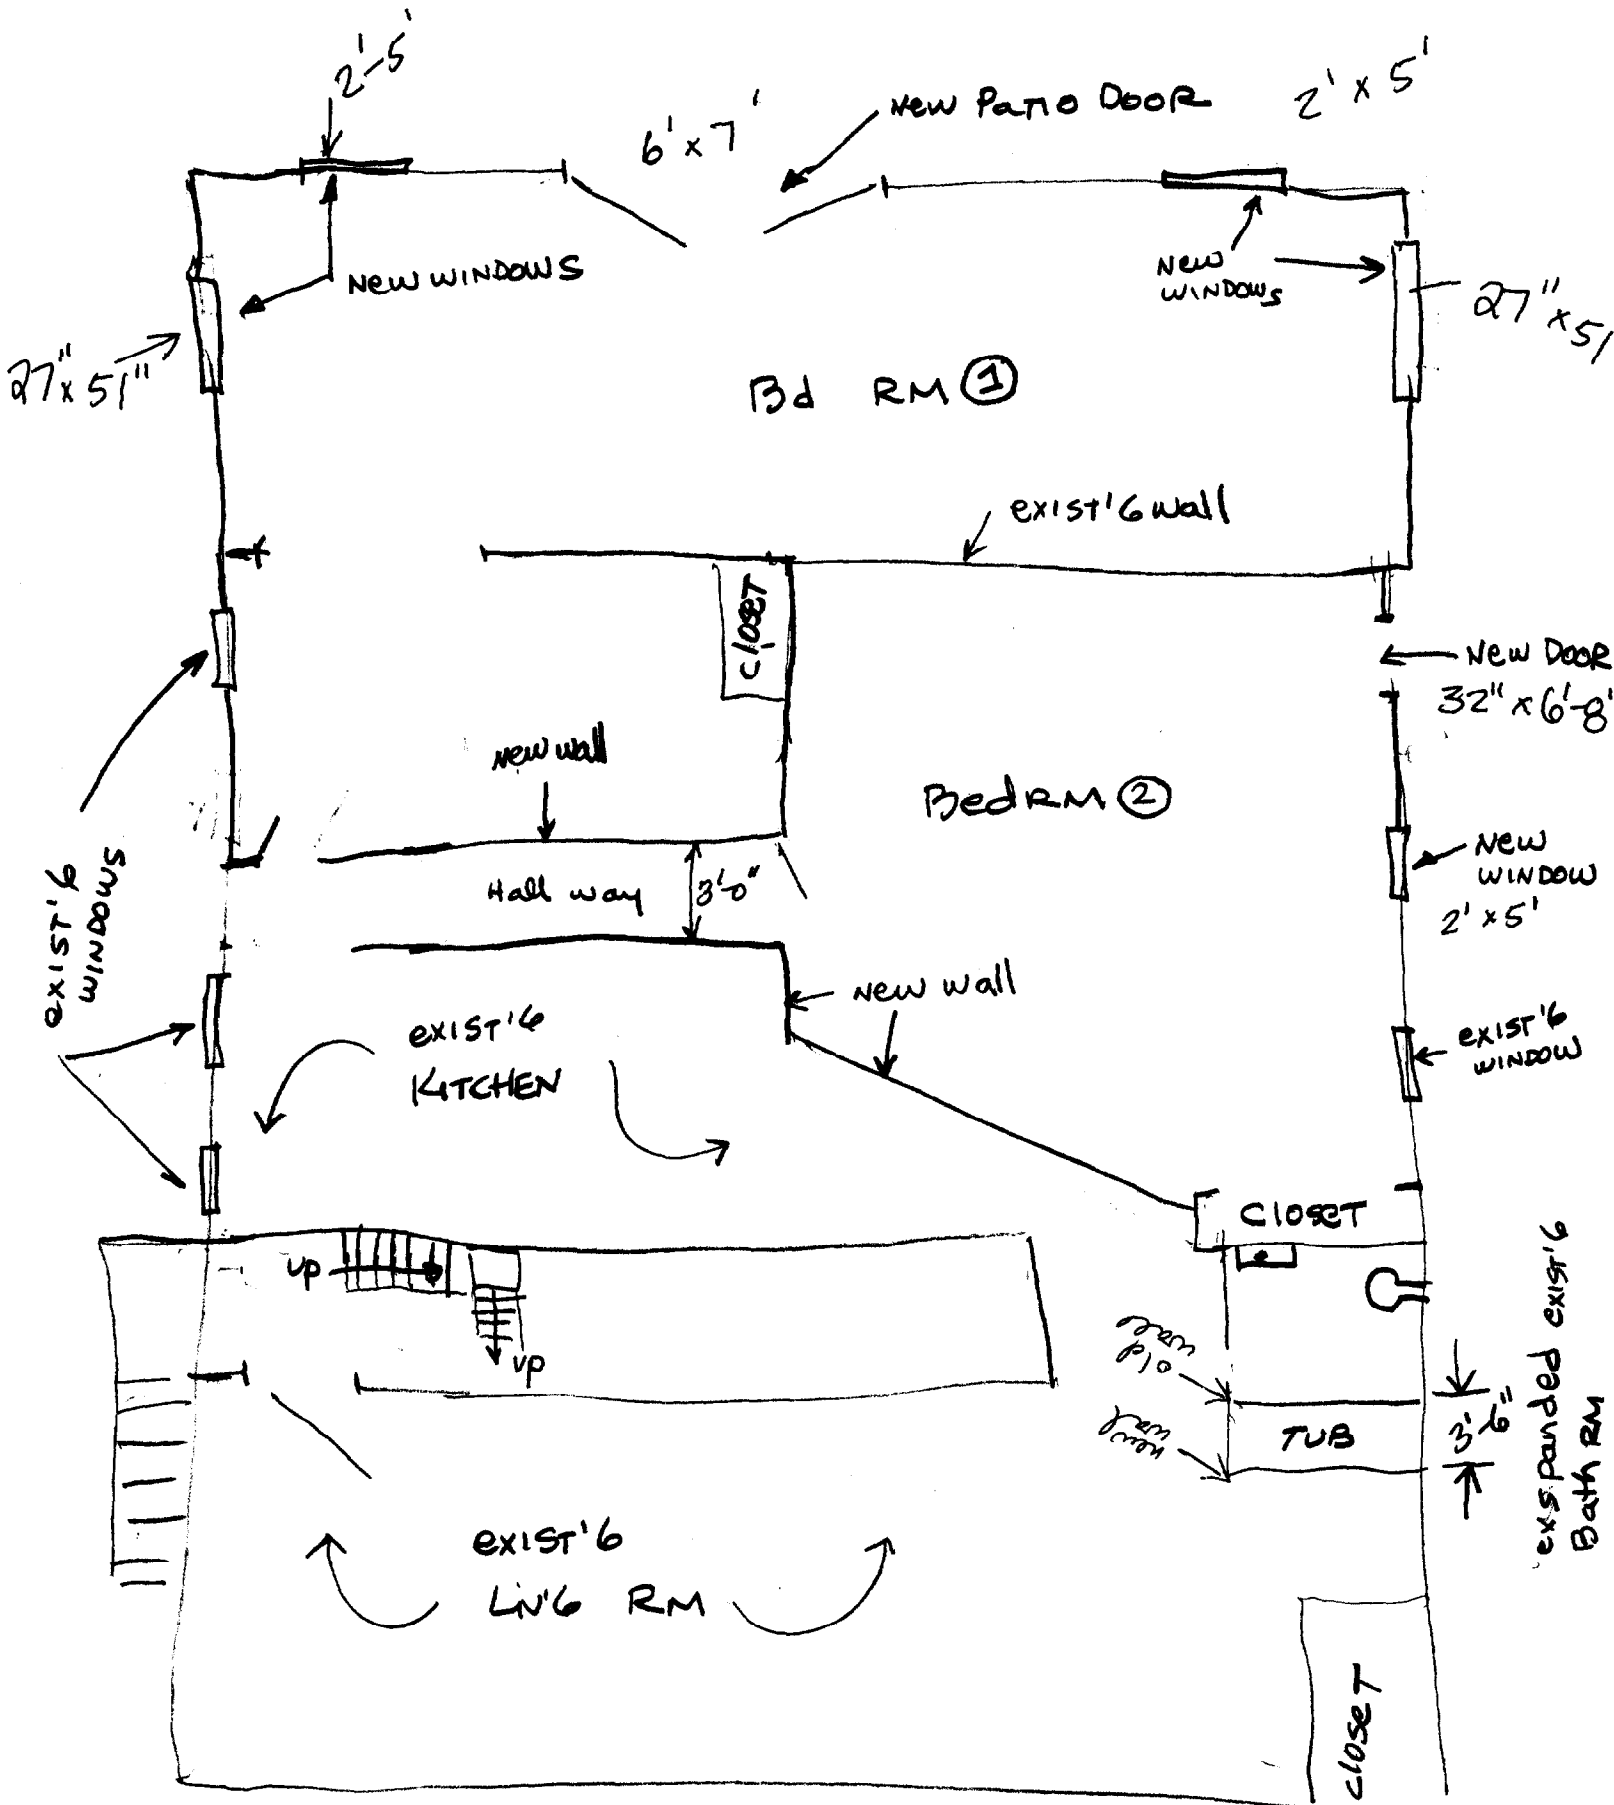 2'-5'
6' x 7'
New Patio Door
2' x 5'
New windows
New
windows
27" x 51"
27" x 51
Bd RM 1
exist'G wall
closet
New Door
32" x 6'-8'
New wall
BedRM 2
New
window
2' x 5'
exist'G
windows
Hall way
3'-0"
New wall
exist'G
KITCHEN
exist'G
window
closet
up
up
old
wall
new
wall
TUB
3'-6"
exspanded exist'G
Bath RM
exist'G
LIV'G RM
closet